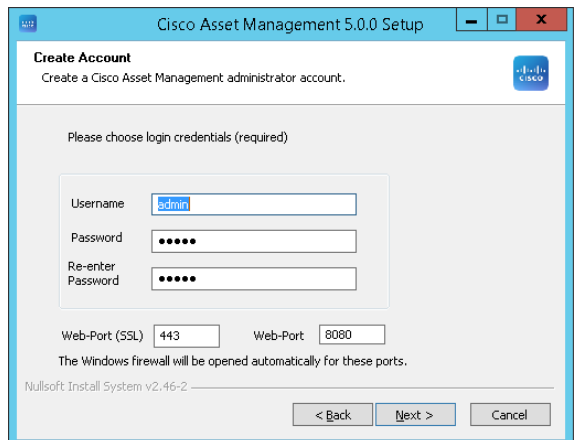 Cisco Asset Management 5.0.0 Setup
Create Account
Create a Cisco Asset Management administrator account.
CISCO
Please choose login credentials (required)
Username admin
Password •••••
Re-enter
Password •••••
Web-Port (SSL) 443 Web-Port 8080
The Windows firewall will be opened automatically for these ports.
Nullsoft Install System v2.46-2
< Back Next > Cancel